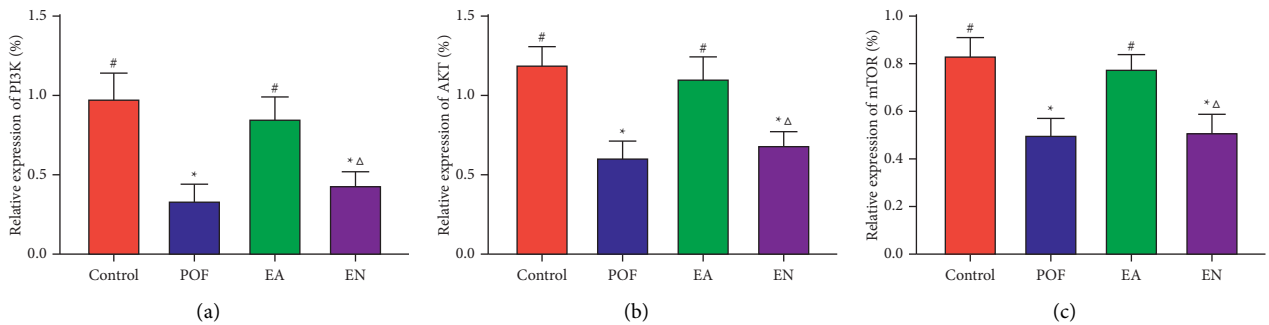 Relative expression of PI3K (%)
1.5
1.0
0.5
0.0
#
*
#
* Δ
Control POF EA EN
(a)
Relative expression of AKT (%)
1.5
1.0
0.5
0.0
#
*
#
* Δ
Control POF EA EN
(b)
Relative expression of mTOR (%)
1.0
0.8
0.6
0.4
0.2
0.0
#
*
#
* Δ
Control POF EA EN
(c)